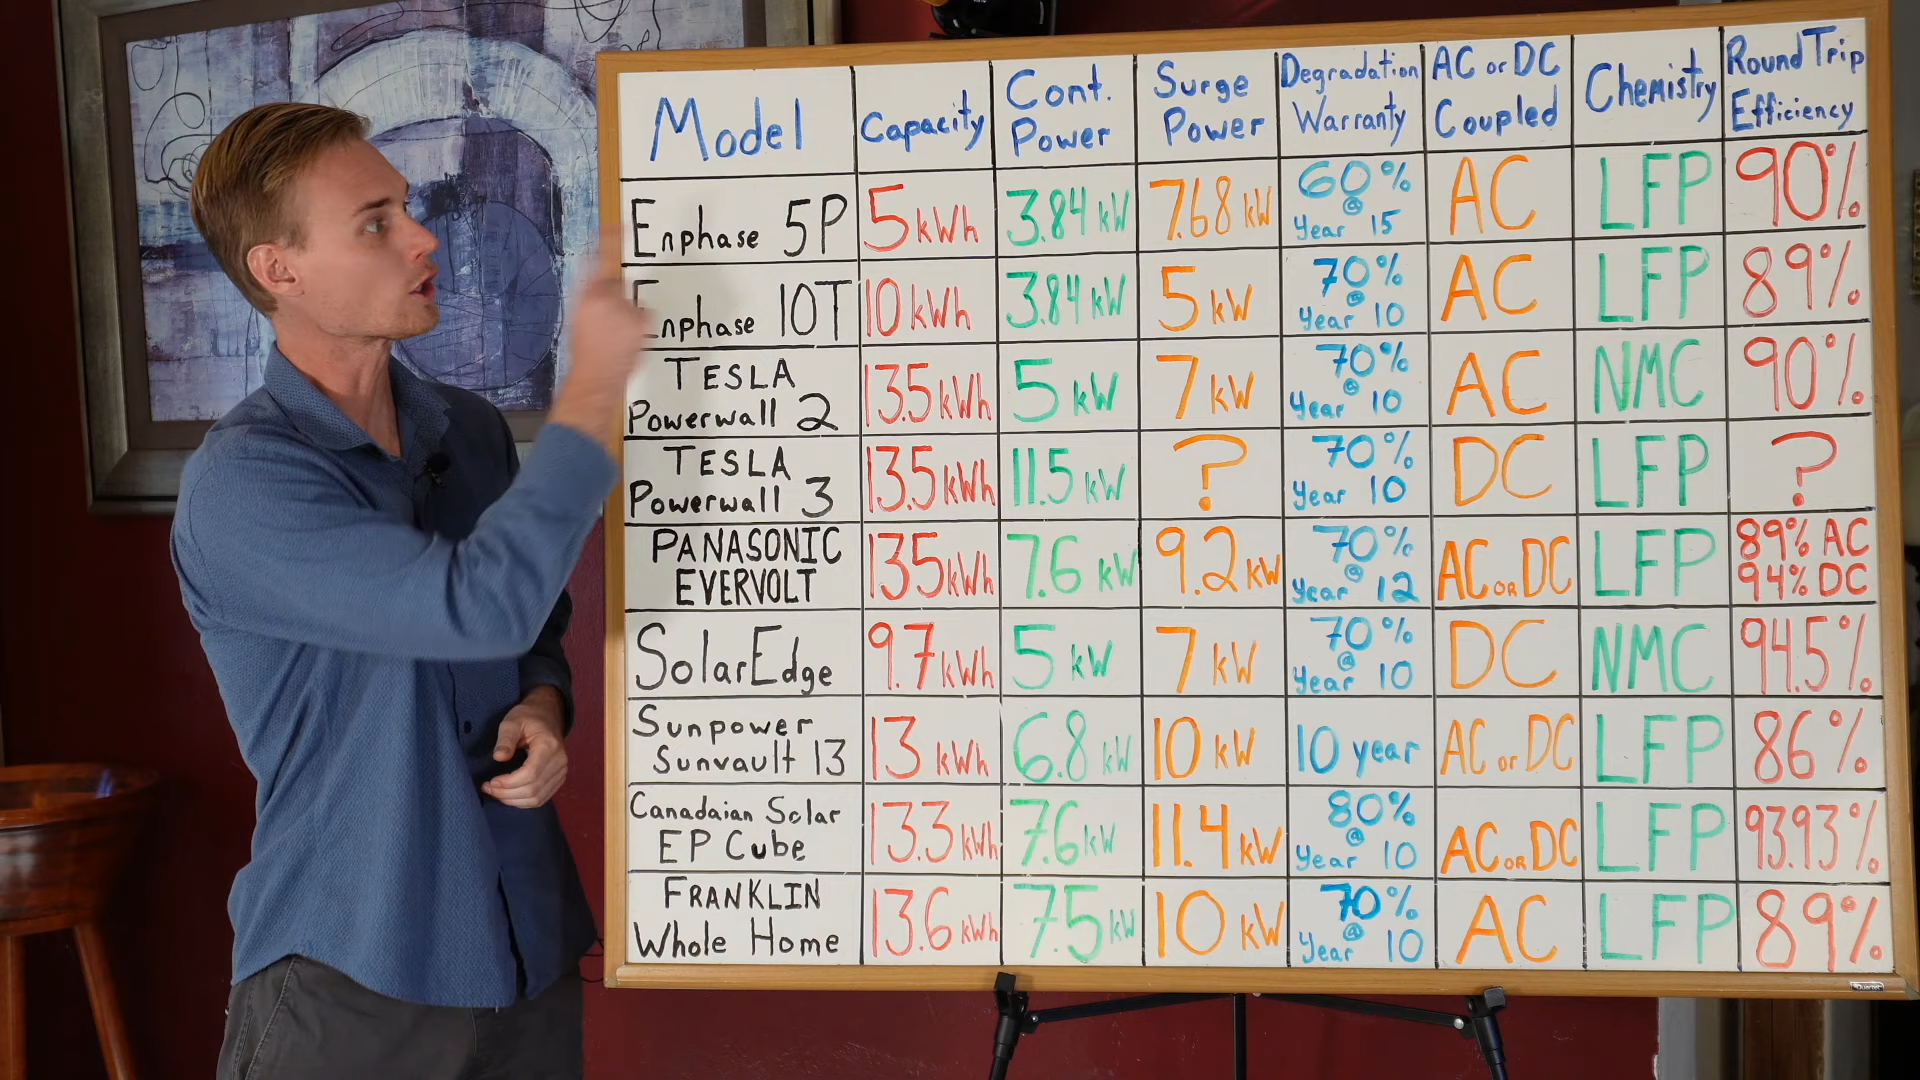 Model Capacity Cont. Power Surge Power Degradation Warranty AC or DC Coupled Chemistry Round Trip Efficiency
Enphase 5P 5 kWh 3.84 kW 7.68 kW 60% @ Year 15 AC LFP 90%
Enphase 10T 10 kWh 3.84 kW 5 kW 70% @ Year 10 AC LFP 89%
TESLA Powerwall 2 13.5 kWh 5 kW 7 kW 70% @ Year 10 AC NMC 90%
TESLA Powerwall 3 13.5 kWh 11.5 kW ? 70% @ Year 10 DC LFP ?
PANASONIC EVERVOLT 135 kWh 7.6 kW 9.2 kW 70% @ Year 12 AC OR DC LFP 89% AC 94% DC
SolarEdge 9.7 kWh 5 kW 7 kW 70% @ Year 10 DC NMC 94.5%
Sunpower Sunvault 13 13 kWh 6.8 kW 10 kW 10 year AC or DC LFP 86%
Canadaian Solar EP Cube 13.3 kWh 7.6 kW 11.4 kW 80% @ Year 10 AC OR DC LFP 93.93%
FRANKLIN Whole Home 13.6 kWh 7.5 kW 10 kW 70% @ Year 10 AC LFP 89%
Quartet